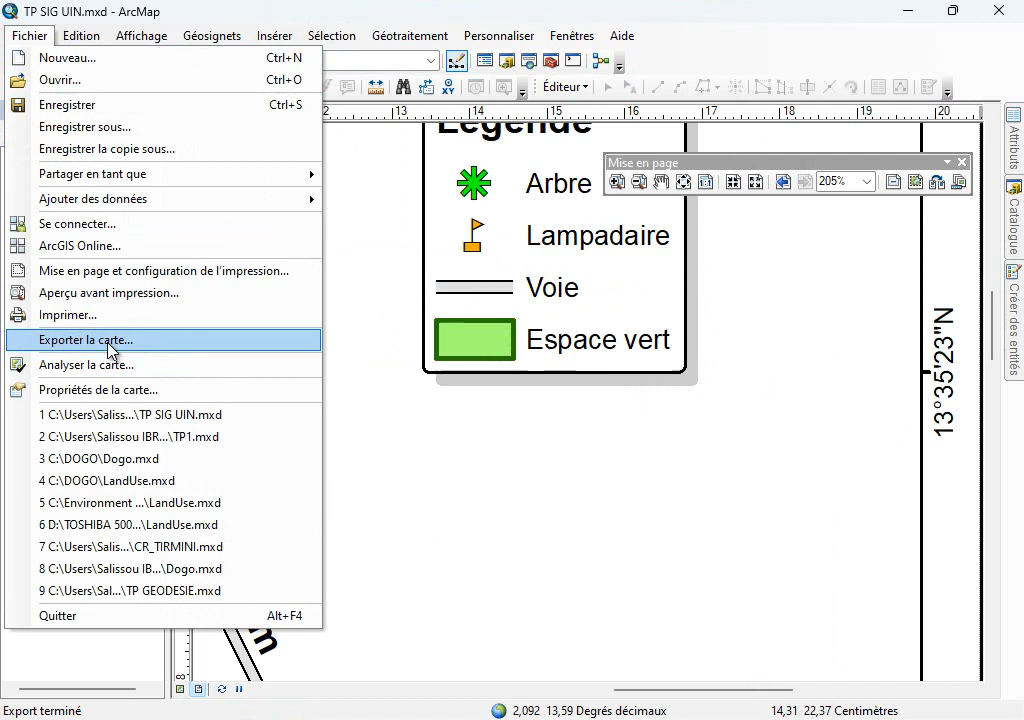 TP SIG UIN.mxd - ArcMap
Fichier Edition Affichage Géosignets Insérer Sélection Géotraitement Personnaliser Fenêtres Aide
Nouveau... Ctrl+N
Ouvrir... Ctrl+O
Enregistrer Ctrl+S
Enregistrer sous...
Enregistrer la copie sous...
Partager en tant que
Ajouter des données
Se connecter...
ArcGIS Online...
Mise en page et configuration de l'impression...
Aperçu avant impression...
Imprimer...
Exporter la carte...
Analyser la carte...
Propriétés de la carte...
1 C:\Users\Saliss...\TP SIG UIN.mxd
2 C:\Users\Salissou IBR...\TP1.mxd
3 C:\DOGO\Dogo.mxd
4 C:\DOGO\LandUse.mxd
5 C:\Environment ...\LandUse.mxd
6 D:\TOSHIBA 500...\LandUse.mxd
7 C:\Users\Salis...\CR_TIRMINI.mxd
8 C:\Users\Salissou IB...\Dogo.mxd
9 C:\Users\Sal...\TP GEODESIE.mxd
Quitter Alt+F4
Éditeur
2 13 14 15 16 17 18 19 20
Légende
Arbre
Lampadaire
Voie
Espace vert
Mise en page
205%
13°35'23"N
Attributs
Catalogue
Créer des entités
m
8
Export terminé
2,092 13,59 Degrés décimaux
14,31 22,37 Centimètres